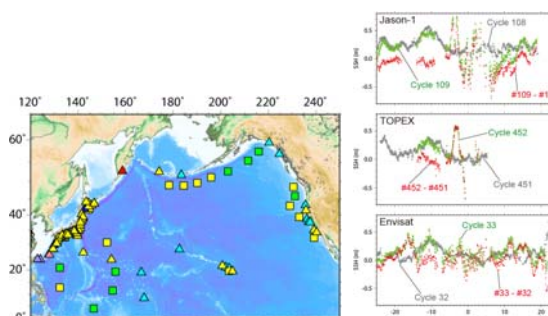 120° 140° 160° 180° 200° 220° 240°
60°
40°
20°
0°
Jason-1
Cycle 108
SSH (m)
Cycle 109
TOPEX
Cycle 452
SSH (m)
#452 - #451
Cycle 451
Envisat
Cycle 33
SSH (m)
Cycle 32
#33 - #32
-20 -10 0 10 20